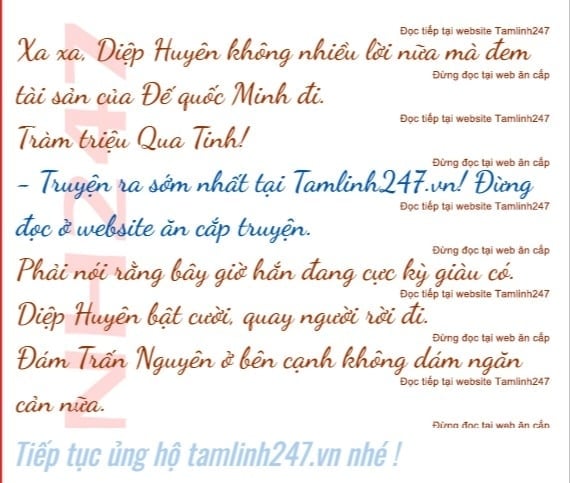 Đọc tiếp tại website Tamlinh247
Xa xa, Diệp Huyên không nhiều lời nữa mà đem
Đừng đọc tại web ăn cắp
tài sản của Đế quốc Minh đi.
Đọc tiếp tại website Tamlinh247
Tràm triệu Qua Tinh!
Đừng đọc tại web ăn cắp
- Truyện ra sớm nhất tại Tamlinh247.vn! Đừng
Đọc tiếp tại website Tamlinh247
đọc ở website ăn cắp truyện.
Đừng đọc tại web ăn cắp
Phải nói rằng bây giờ hắn đang cực kỳ giàu có.
Đọc tiếp tại website Tamlinh247
Diệp Huyên bật cười, quay người rời đi.
Đừng đọc tại web ăn cắp
Đám Trấn Nguyên ở bên cạnh không dám ngăn
Đọc tiếp tại website Tamlinh247
cản nữa.
Đừng đọc tại web ăn cắp
Tiếp tục ủng hộ tamlinh247.vn nhé !
NH247